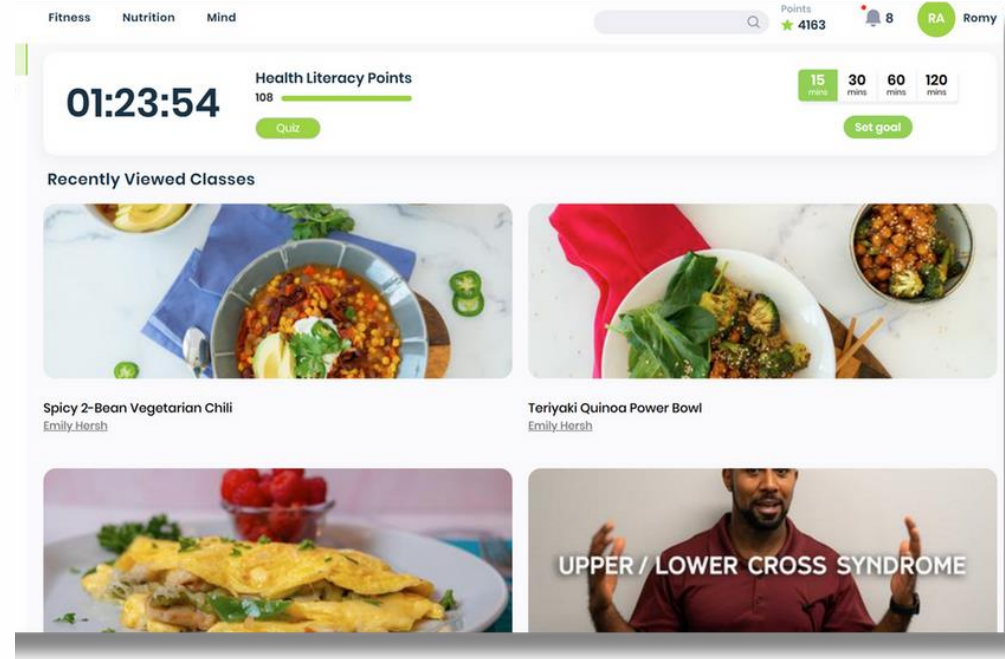 Fitness Nutrition Mind
Points
4163
8
RA
Romy
01:23:54
Health Literacy Points
108
Quiz
15 30 60 120
mins mins mins mins
Set goal
Recently Viewed Classes
Spicy 2-Bean Vegetarian Chili
Emily Hersh
Teriyaki Quinoa Power Bowl
Emily Hersh
UPPER / LOWER CROSS SYNDROME